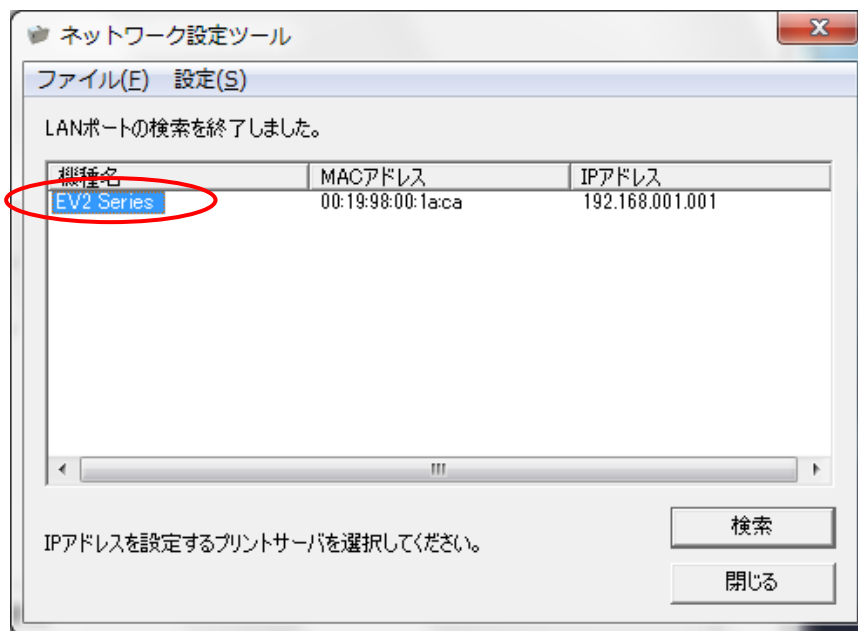 ネットワーク設定ツール
ファイル(F) 設定(S)
LANポートの検索を終了しました。
機種名 MACアドレス IPアドレス
EV2 Series 00:19:98:00:1a:ca 192.168.001.001
検索
IPアドレスを設定するプリントサーバを選択してください。
閉じる